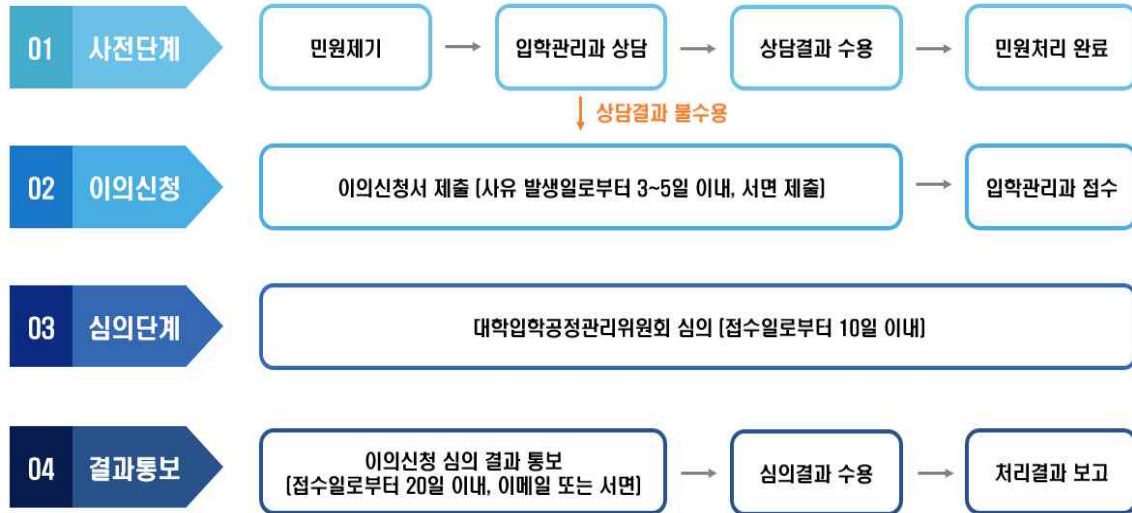 01 사전단계
민원제기 → 입학관리과 상담 → 상담결과 수용 → 민원처리 완료
↓ 상담결과 불수용
02 이의신청
이의신청서 제출 [사유 발생일로부터 3~5일 이내, 서면 제출] → 입학관리과 접수
03 심의단계
대학입학공정관리위원회 심의 [접수일로부터 10일 이내]
04 결과통보
이의신청 심의 결과 통보
[접수일로부터 20일 이내, 이메일 또는 서면] → 심의결과 수용 → 처리결과 보고